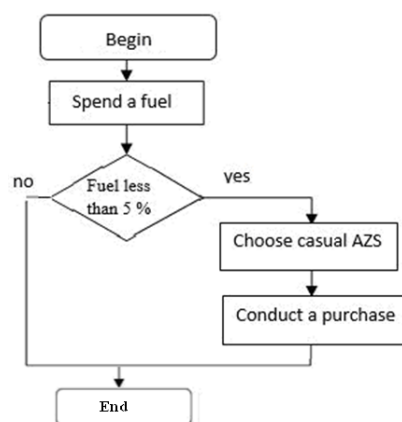 Begin
Spend a fuel
no
Fuel less
than 5 %
yes
Choose casual AZS
Conduct a purchase
End